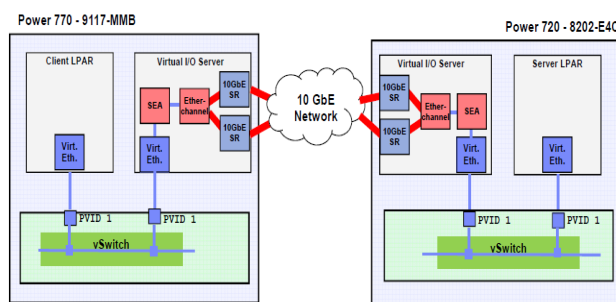 Power 770 - 9117-MMB
Client LPAR
Virtual I/O Server
SEA
Ether-
channel
10GbE
SR
10GbE
SR
Virt.
Eth.
Virt.
Eth.
PVID 1
PVID 1
vSwitch
10 GbE
Network
Power 720 - 8202-E4C
Virtual I/O Server
Server LPAR
10GbE
SR
10GbE
SR
Ether-
channel
SEA
Virt.
Eth.
Virt.
Eth.
PVID 1
PVID 1
vSwitch